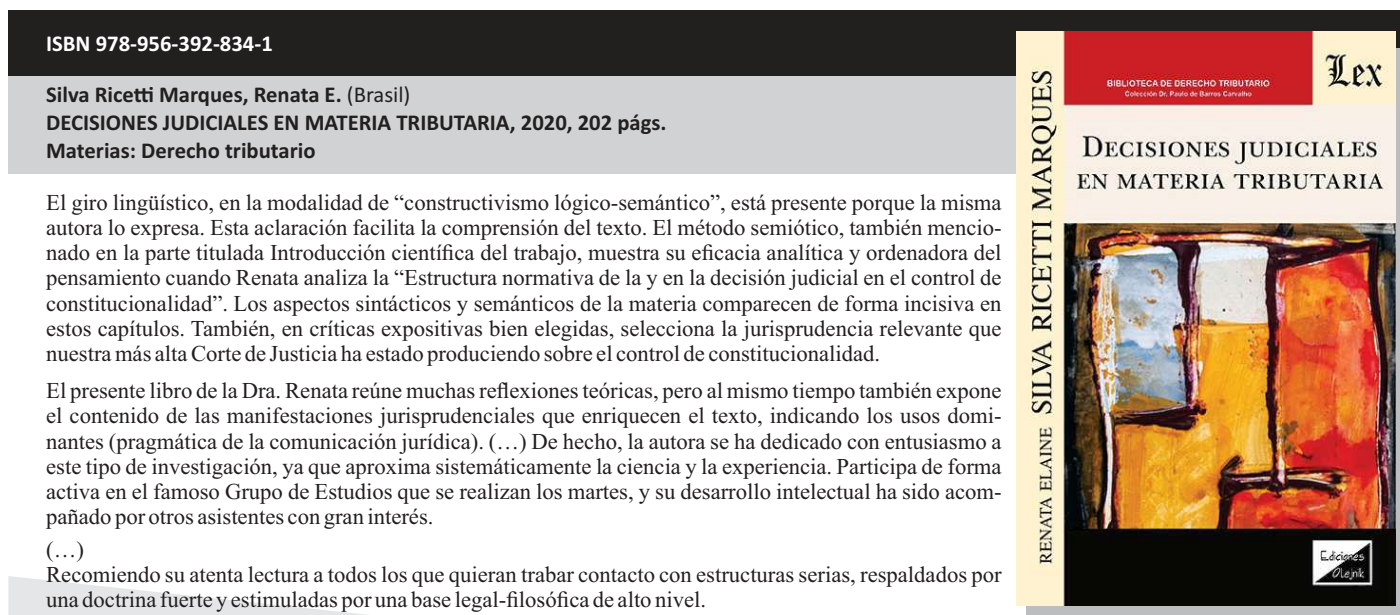 ISBN 978-956-392-834-1
Silva Ricetti Marques, Renata E. (Brasil)
DECISIONES JUDICIALES EN MATERIA TRIBUTARIA, 2020, 202 págs.
Materias: Derecho tributario
El giro lingüístico, en la modalidad de “constructivismo lógico-semántico”, está presente porque la misma
autora lo expresa. Esta aclaración facilita la comprensión del texto. El método semiótico, también mencio-
nado en la parte titulada Introducción científica del trabajo, muestra su eficacia analítica y ordenadora del
pensamiento cuando Renata analiza la “Estructura normativa de la y en la decisión judicial en el control de
constitucionalidad”. Los aspectos sintácticos y semánticos de la materia comparecen de forma incisiva en
estos capítulos. También, en críticas expositivas bien elegidas, selecciona la jurisprudencia relevante que
nuestra más alta Corte de Justicia ha estado produciendo sobre el control de constitucionalidad.
El presente libro de la Dra. Renata reúne muchas reflexiones teóricas, pero al mismo tiempo también expone
el contenido de las manifestaciones jurisprudenciales que enriquecen el texto, indicando los usos domi-
nantes (pragmática de la comunicación jurídica). (…) De hecho, la autora se ha dedicado con entusiasmo a
este tipo de investigación, ya que aproxima sistemáticamente la ciencia y la experiencia. Participa de forma
activa en el famoso Grupo de Estudios que se realizan los martes, y su desarrollo intelectual ha sido acom-
pañado por otros asistentes con gran interés.
(…)
Recomiendo su atenta lectura a todos los que quieran trabar contacto con estructuras serias, respaldados por
una doctrina fuerte y estimuladas por una base legal-filosófica de alto nivel.
RENATA ELAINE SILVA RICETTI MARQUES
BIBLIOTECA DE DERECHO TRIBUTARIO
Colección Dr. Paulo de Barros Carvalho
Lex
DECISIONES JUDICIALES
EN MATERIA TRIBUTARIA
Ediciones
Olejnik